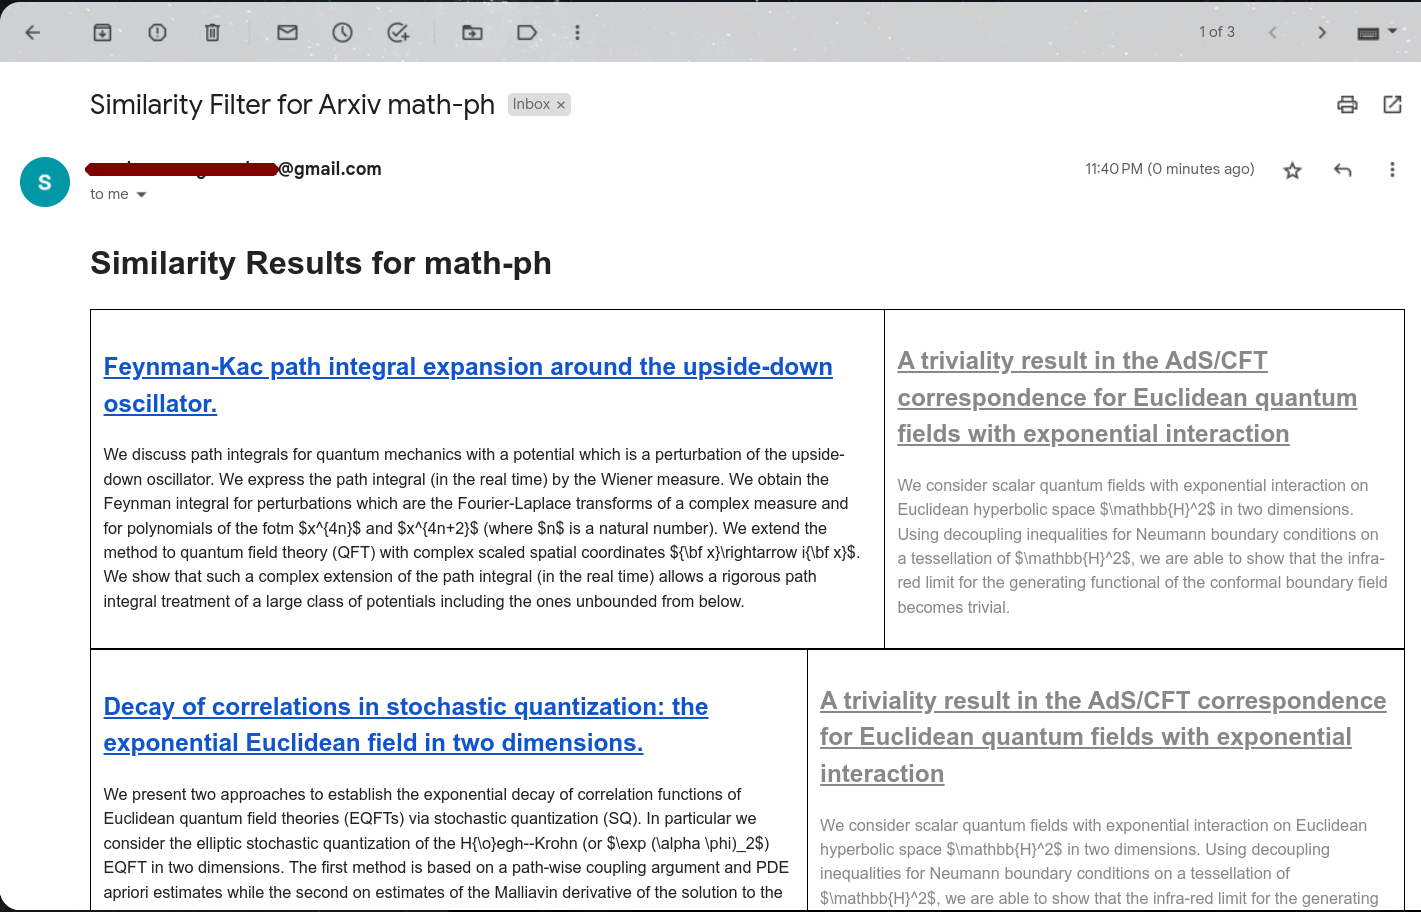 1 of 3
Similarity Filter for Arxiv math-ph
Inbox ×
@gmail.com
11:40 PM (0 minutes ago)
S
to me
Similarity Results for math-ph
Feynman-Kac path integral expansion around the upside-down
oscillator.
We discuss path integrals for quantum mechanics with a potential which is a perturbation of the upside-
down oscillator. We express the path integral (in the real time) by the Wiener measure. We obtain the
Feynman integral for perturbations which are the Fourier-Laplace transforms of a complex measure and
for polynomials of the fotm $x^{4n}$ and $x^{4n+2}$ (where $n$ is a natural number). We extend the
method to quantum field theory (QFT) with complex scaled spatial coordinates ${\bf x}\rightarrow i{\bf x}$.
We show that such a complex extension of the path integral (in the real time) allows a rigorous path
integral treatment of a large class of potentials including the ones unbounded from below.
A triviality result in the AdS/CFT
correspondence for Euclidean quantum
fields with exponential interaction
We consider scalar quantum fields with exponential interaction on
Euclidean hyperbolic space $\mathbb{H}^2$ in two dimensions.
Using decoupling inequalities for Neumann boundary conditions on
a tessellation of $\mathbb{H}^2$, we are able to show that the infra-
red limit for the generating functional of the conformal boundary field
becomes trivial.
Decay of correlations in stochastic quantization: the
exponential Euclidean field in two dimensions.
We present two approaches to establish the exponential decay of correlation functions of
Euclidean quantum field theories (EQFTs) via stochastic quantization (SQ). In particular we
consider the elliptic stochastic quantization of the H{\o}egh--Krohn (or $\exp (\alpha \phi)_2$)
EQFT in two dimensions. The first method is based on a path-wise coupling argument and PDE
apriori estimates while the second on estimates of the Malliavin derivative of the solution to the
A triviality result in the AdS/CFT correspondence
for Euclidean quantum fields with exponential
interaction
We consider scalar quantum fields with exponential interaction on Euclidean
hyperbolic space $\mathbb{H}^2$ in two dimensions. Using decoupling
inequalities for Neumann boundary conditions on a tessellation of
$\mathbb{H}^2$, we are able to show that the infra-red limit for the generating